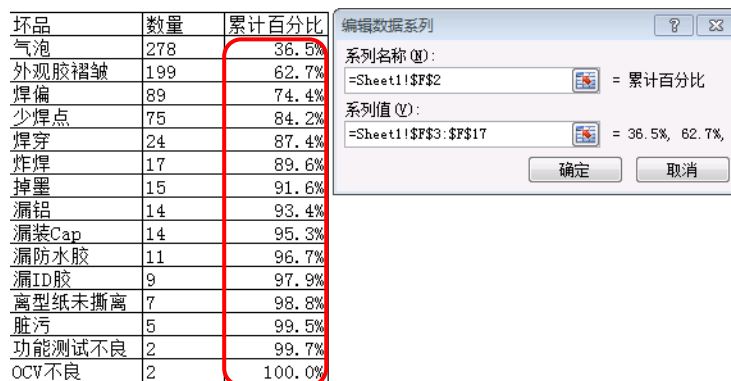 坏品 数量 累计百分比
气泡 278 36.5%
外观胶褶皱 199 62.7%
焊偏 89 74.4%
少焊点 75 84.2%
焊穿 24 87.4%
炸焊 17 89.6%
掉墨 15 91.6%
漏铝 14 93.4%
漏装Cap 14 95.3%
漏防水胶 11 96.7%
漏ID胶 9 97.9%
离型纸未撕离 7 98.8%
脏污 5 99.5%
功能测试不良 2 99.7%
OCV不良 2 100.0%
编辑数据系列
系列名称(N):
=Sheet1!$F$2 = 累计百分比
系列值(V):
=Sheet1!$F$3:$F$17 = 36.5%, 62.7%,
确定 取消